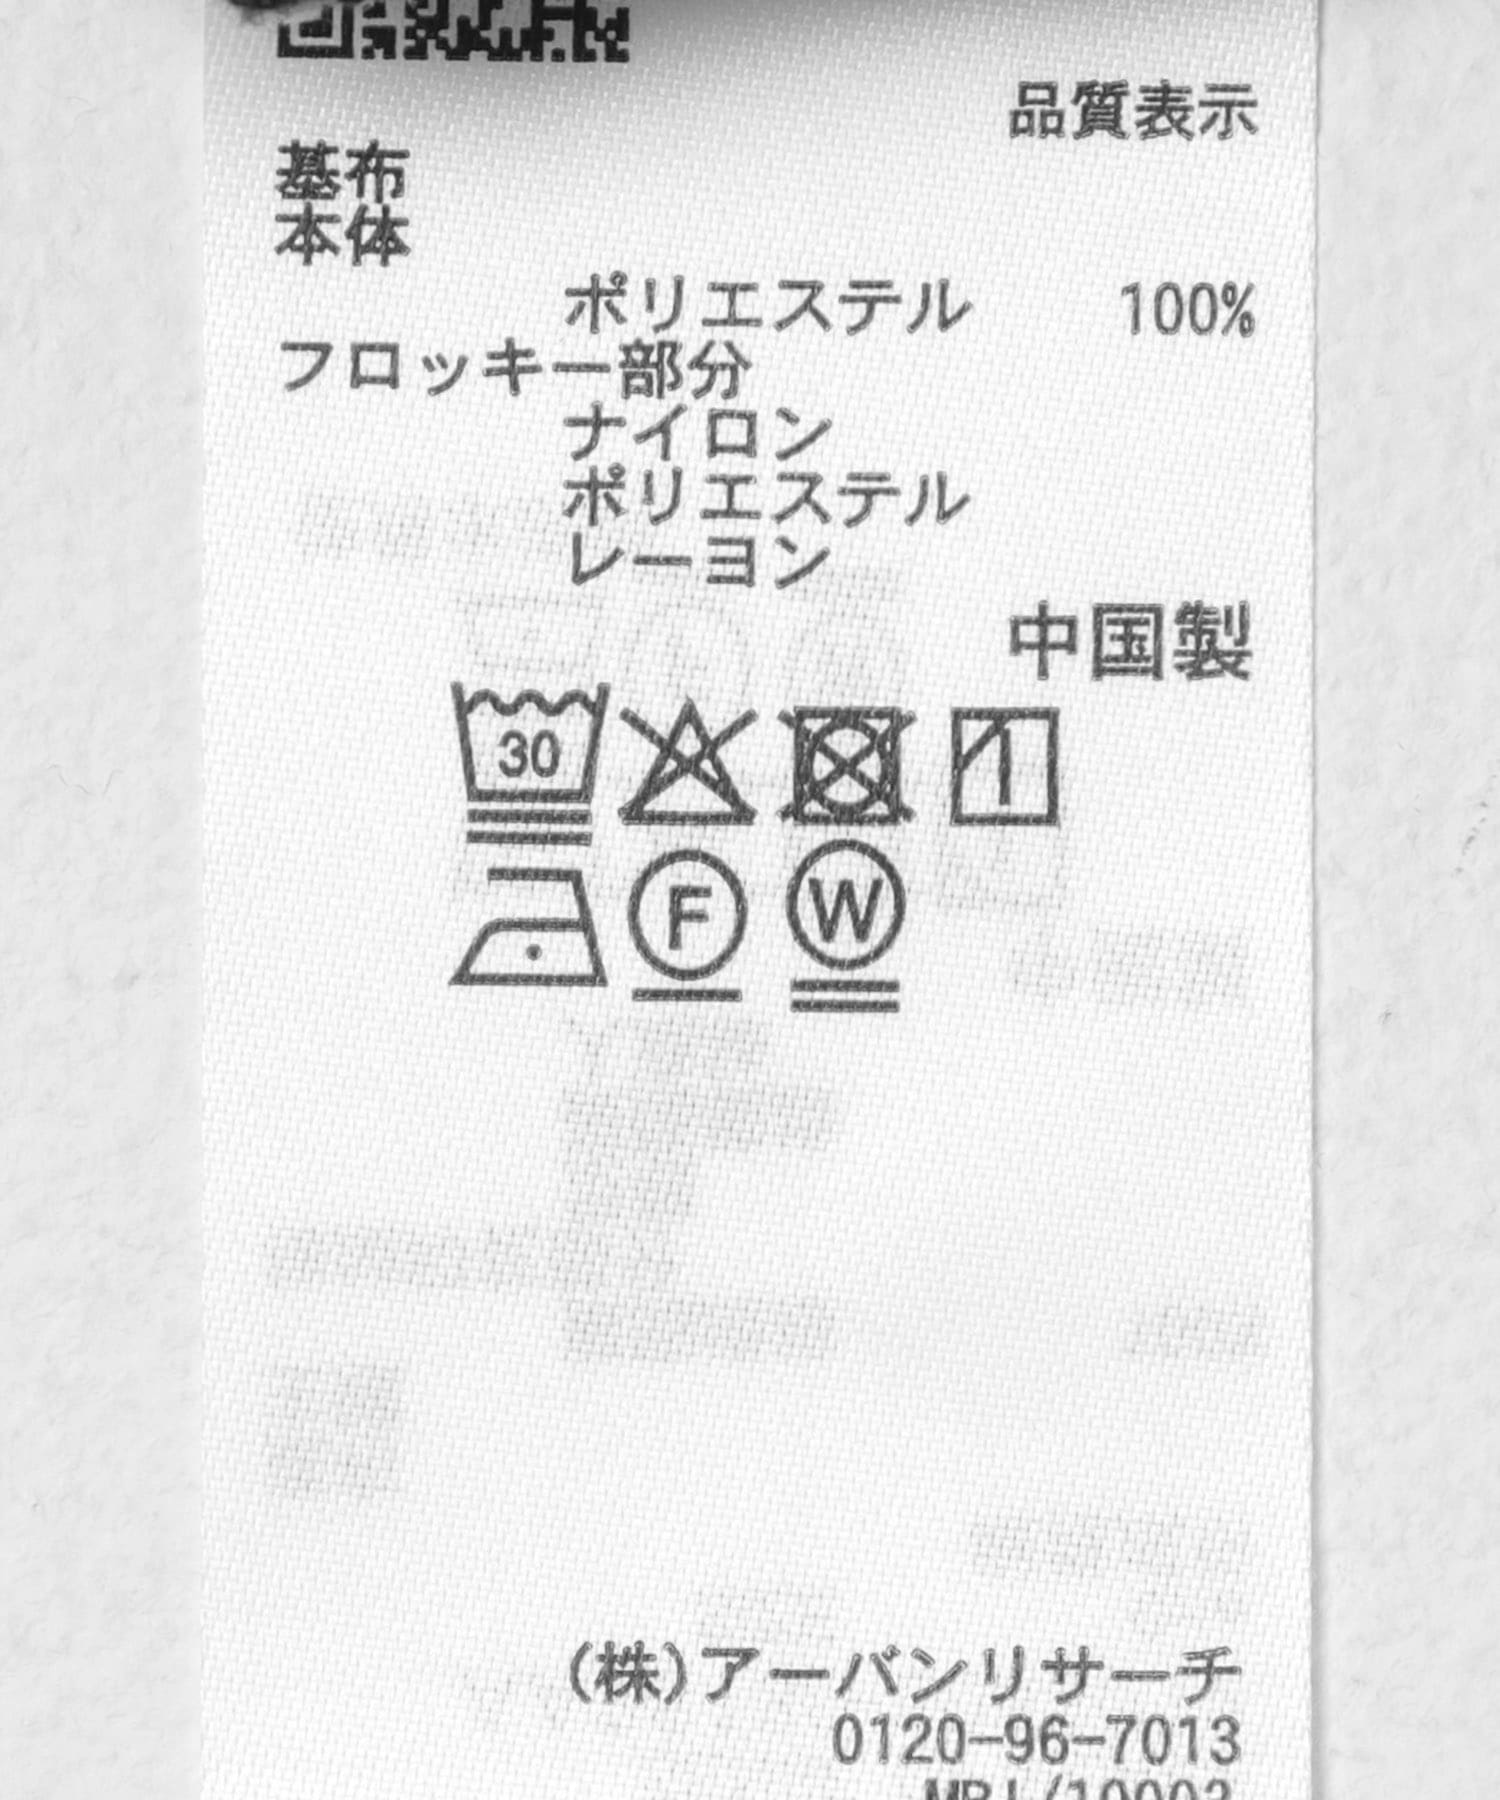 品質表示
基布
本体
ポリエステル 100%
フロッキー部分
ナイロン
ポリエステル
レーヨン
中国製
30
F W
(株)アーバンリサーチ
0120-96-7013